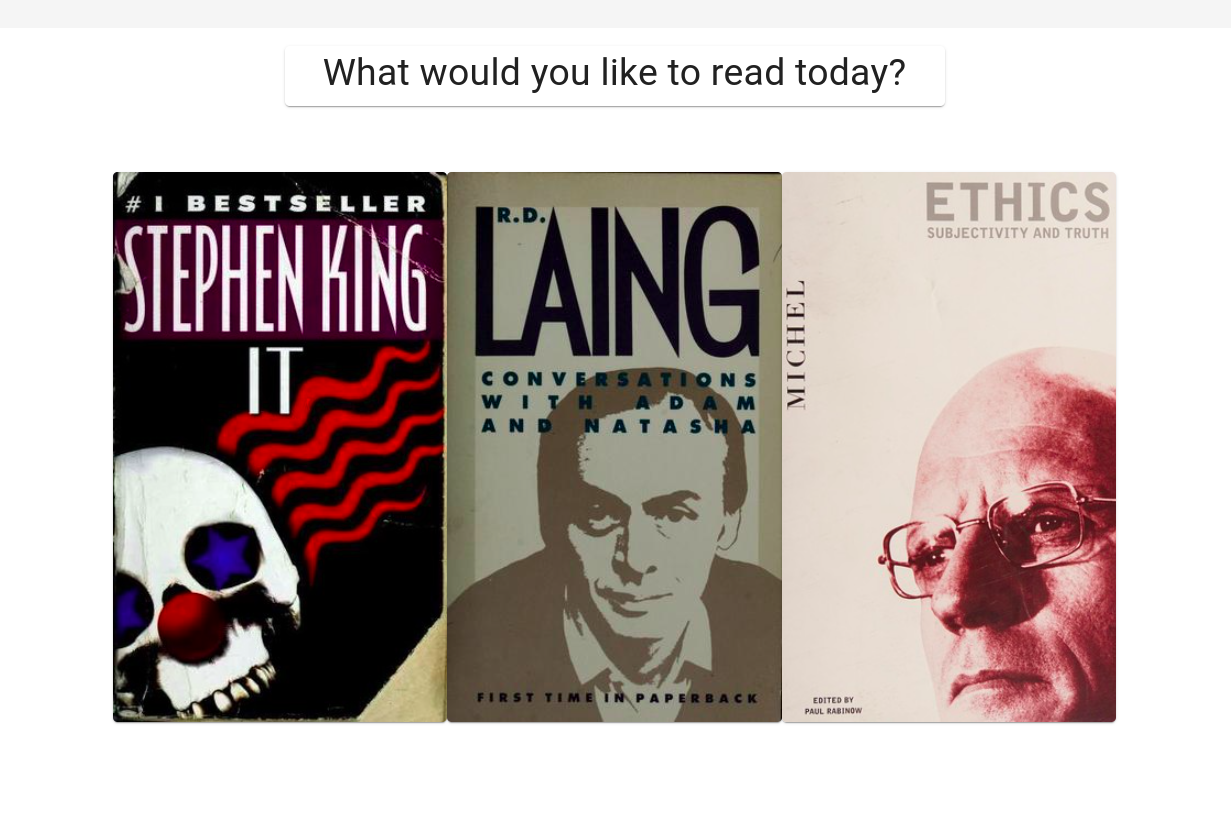 What would you like to read today?
# 1 BESTSELLER
STEPHEN KING
IT
R.D.
LAING
CONVERSATIONS
WITH ADAM
AND NATASHA
FIRST TIME IN PAPERBACK
ETHICS
SUBJECTIVITY AND TRUTH
MICHEL
EDITED BY
PAUL RABINOW